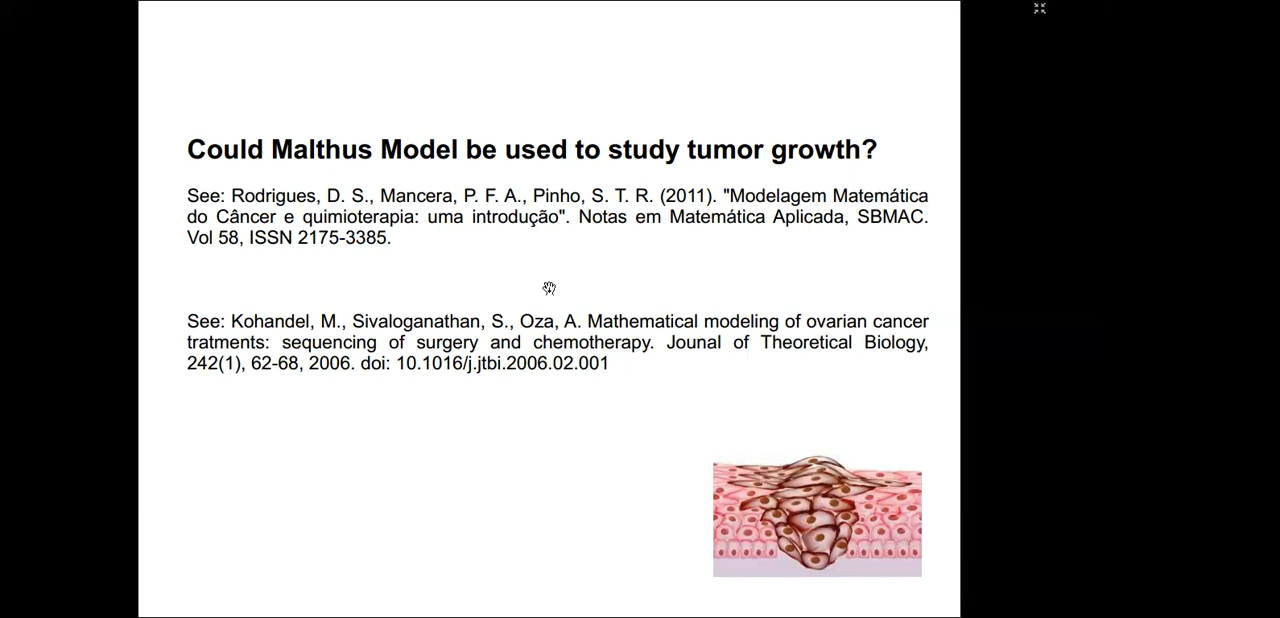 Could Malthus Model be used to study tumor growth?
See: Rodrigues, D. S., Mancera, P. F. A., Pinho, S. T. R. (2011). "Modelagem Matemática
do Câncer e quimioterapia: uma introdução". Notas em Matemática Aplicada, SBMAC.
Vol 58, ISSN 2175-3385.
See: Kohandel, M., Sivaloganathan, S., Oza, A. Mathematical modeling of ovarian cancer
tratments: sequencing of surgery and chemotherapy. Jounal of Theoretical Biology,
242(1), 62-68, 2006. doi: 10.1016/j.jtbi.2006.02.001